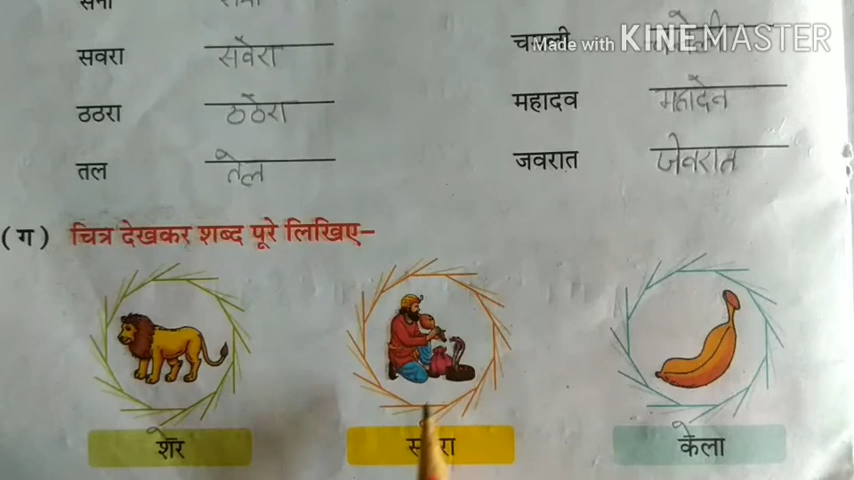 सवरा सवेरा
Made with KINEMASTER
ठठरा ठठेरा महादव महादेव
तल तेल जवरात जेवरात
(ग) चित्र देखकर शब्द पूरे लिखिए-
शेर केला